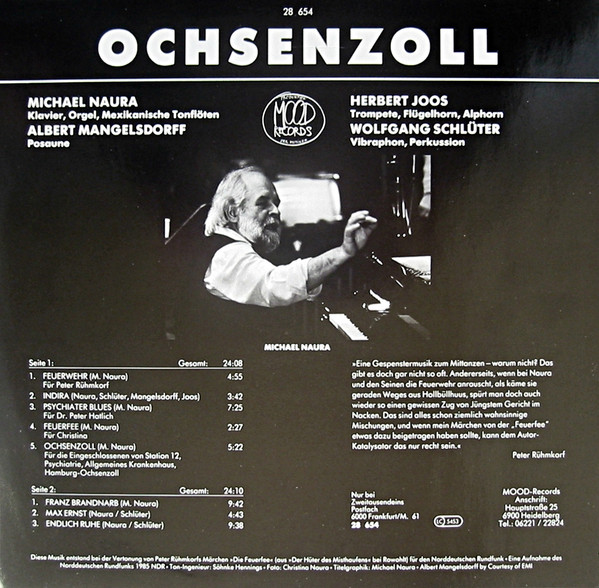 28 654
OCHSENZOLL
MICHAEL NAURA
Klavier, Orgel, Mexikanische Tonflöten
ALBERT MANGELSDORFF
Posaune
MOOD
RECORDS
HERBERT JOOS
Trompete, Flügelhorn, Alphorn
WOLFGANG SCHLÜTER
Vibraphon, Perkussion
MICHAEL NAURA
Seite 1: Gesamt: 24:08
1. FEUERWEHR (M. Naura) 4:55
Für Peter Rühmkorf
2. INDIRA (Naura, Schlüter, Mangelsdorff, Joos) 3:42
3. PSYCHIATER BLUES (M. Naura) 7:25
Für Dr. Peter Hatlich
4. FEUERFEE (M. Naura) 2:27
Für Christina
5. OCHSENZOLL (M. Naura) 5:22
Für die Eingeschlossenen von Station 12,
Psychiatrie, Allgemeines Krankenhaus,
Hamburg-Ochsenzoll
Seite 2: Gesamt: 24:10
1. FRANZ BRANDNARB (M. Naura) 9:42
2. MAX ERNST (Naura / Schlüter) 4:43
3. ENDLICH RUHE (Naura / Schlüter) 9:38
»Eine Gespenstermusik zum Mittanzen – warum nicht? Das
gibt es doch gar nicht so oft. Andererseits, wenn bei Naura
und den Seinen die Feuerwehr anrauscht, als käme sie
geraden Weges aus Hallbüllhuus, spürt man doch auch
wieder so einen gewissen Zug von Jüngstem Gericht im
Nacken. Das sind alles schon ziemlich wahnsinnige
Mischungen, und wenn mein Märchen von der „Feuerfee"
etwas dazu beigetragen haben sollte, kann dem Autor-
Katalysator das nur recht sein.«
Peter Rühmkorf
Nur bei
Zweitausendeins
Postfach
6000 Frankfurt/M. 61
28 654
LC 5453
MOOD-Records
Anschrift:
Hauptstraße 25
6900 Heidelberg
Tel.: 06221 / 22824
Diese Musik entstand bei der Vertonung von Peter Rühmkorfs Märchen »Die Feuerfee« (aus »Der Hüter des Misthaufens« bei Rowohlt) für den Norddeutschen Rundfunk • Eine Aufnahme des
Norddeutschen Rundfunks 1985 NDR • Ton-Ingenieur: Söhnke Hennings • Foto: Christina Naura • Titelgraphik: Michael Naura • Albert Mangelsdorff by Courtesy of EMI